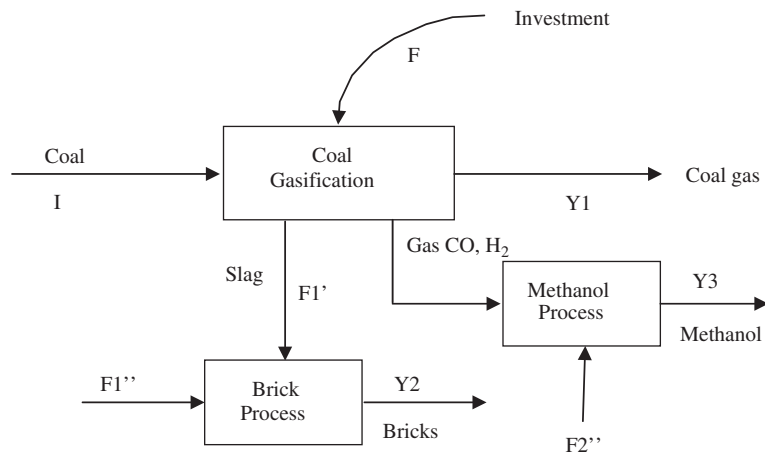 Investment
F
Coal
Coal
Gasification
Coal gas
I
Y1
Gas CO, H₂
Slag
F1’
Methanol
Process
Y3
Methanol
F1’’
Brick
Process
Y2
Bricks
F2’’